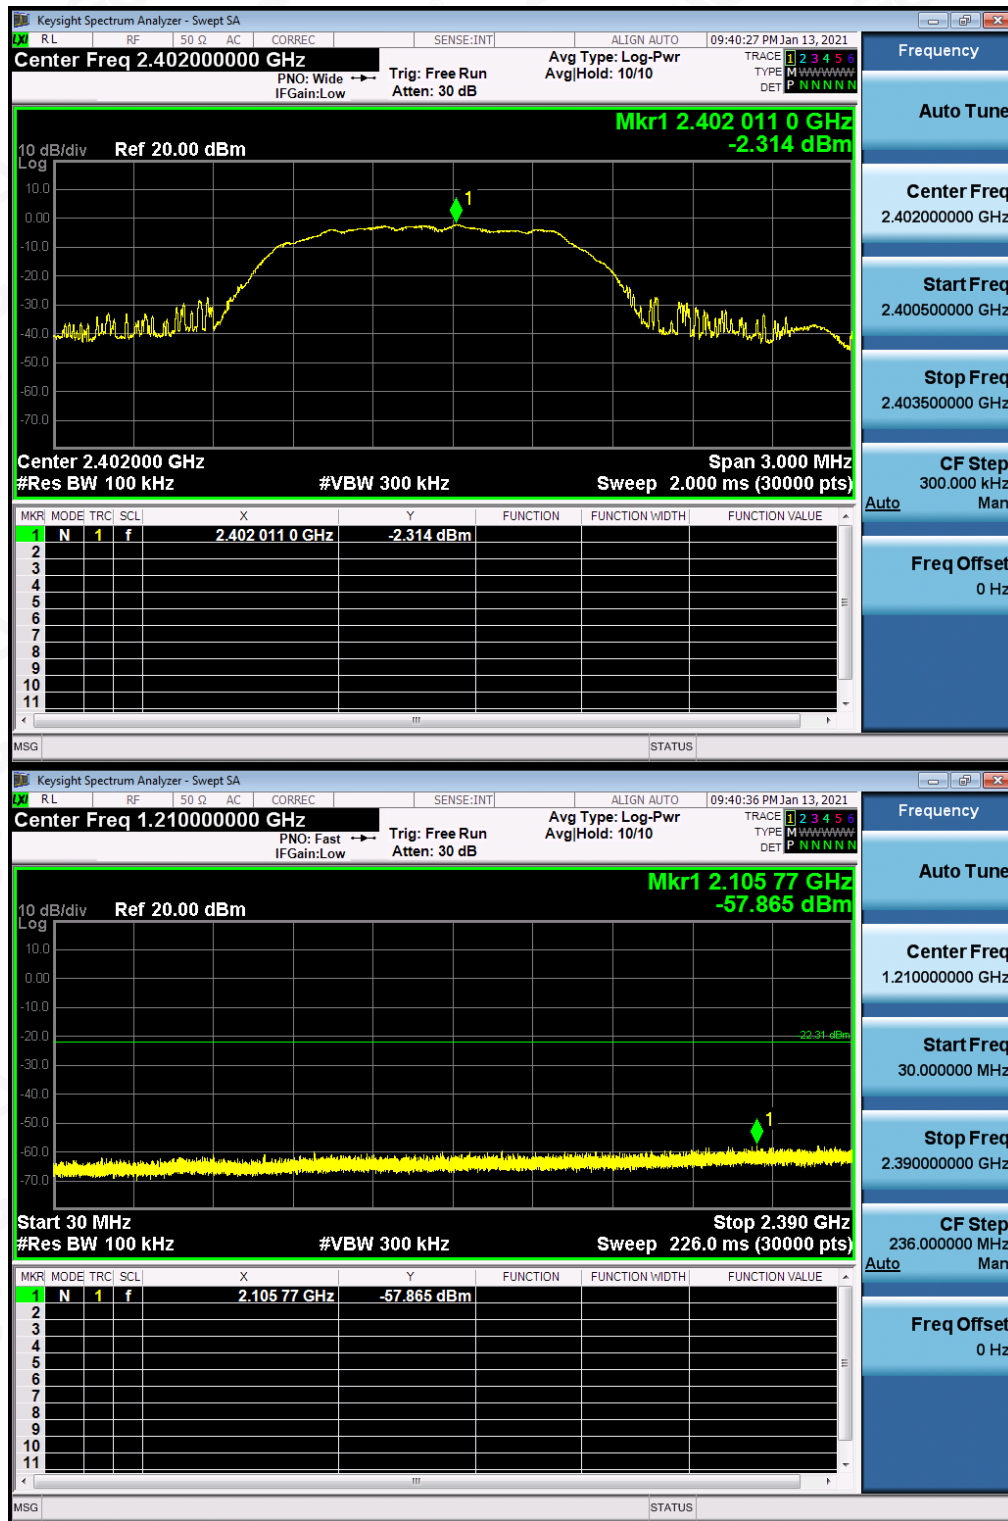 Keysight Spectrum Analyzer - Swept SA
LXI RL RF 50 Ω AC CORREC SENSE:INT ALIGN AUTO 09:40:27 PM Jan 13, 2021
Center Freq 2.402000000 GHz
PNO: Wide
IFGain:Low
Trig: Free Run
Atten: 30 dB
Avg Type: Log-Pwr
Avg|Hold: 10/10
TRACE 1 2 3 4 5 6
TYPE M WWWWW
DET P N N N N N
Mkr1 2.402 011 0 GHz
-2.314 dBm
10 dB/div Ref 20.00 dBm
Log
10.0
0.00
-10.0
-20.0
-30.0
-40.0
-50.0
-60.0
-70.0
1
Center 2.402000 GHz Span 3.000 MHz
#Res BW 100 kHz #VBW 300 kHz Sweep 2.000 ms (30000 pts)
MKR MODE TRC SCL X Y FUNCTION FUNCTION WIDTH FUNCTION VALUE
1 N 1 f 2.402 011 0 GHz -2.314 dBm
2
3
4
5
6
7
8
9
10
11
MSG STATUS
Frequency
Auto Tune
Center Freq
2.402000000 GHz
Start Freq
2.400500000 GHz
Stop Freq
2.403500000 GHz
CF Step
300.000 kHz
Auto Man
Freq Offset
0 Hz
Keysight Spectrum Analyzer - Swept SA
LXI RL RF 50 Ω AC CORREC SENSE:INT ALIGN AUTO 09:40:36 PM Jan 13, 2021
Center Freq 1.210000000 GHz
PNO: Fast
IFGain:Low
Trig: Free Run
Atten: 30 dB
Avg Type: Log-Pwr
Avg|Hold: 10/10
TRACE 1 2 3 4 5 6
TYPE M WWWWW
DET P N N N N N
Mkr1 2.105 77 GHz
-57.865 dBm
10 dB/div Ref 20.00 dBm
Log
10.0
0.00
-10.0
-20.0
-30.0
-40.0
-50.0
-60.0
-70.0
-22.31 dBm
1
Start 30 MHz Stop 2.390 GHz
#Res BW 100 kHz #VBW 300 kHz Sweep 226.0 ms (30000 pts)
MKR MODE TRC SCL X Y FUNCTION FUNCTION WIDTH FUNCTION VALUE
1 N 1 f 2.105 77 GHz -57.865 dBm
2
3
4
5
6
7
8
9
10
11
MSG STATUS
Frequency
Auto Tune
Center Freq
1.210000000 GHz
Start Freq
30.000000 MHz
Stop Freq
2.390000000 GHz
CF Step
236.000000 MHz
Auto Man
Freq Offset
0 Hz